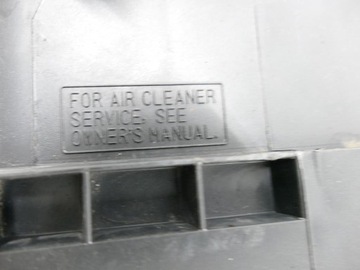 FOR AIR CLEANER
SERVICE, SEE
OWNER'S MANUAL.